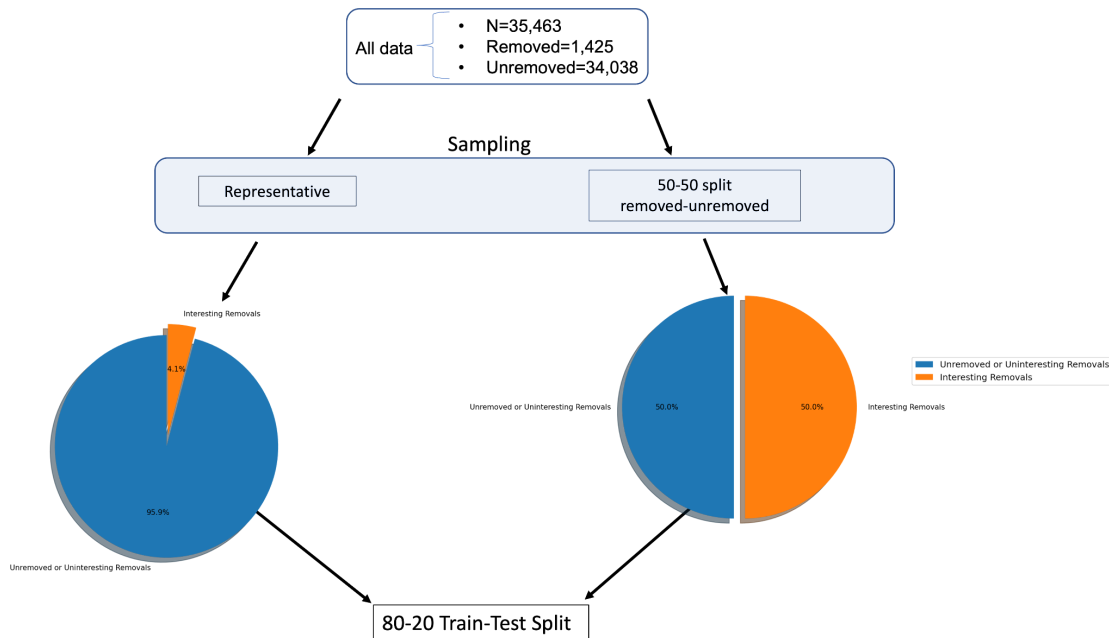 All data
• N=35,463
• Removed=1,425
• Unremoved=34,038
Sampling
Representative
50-50 split
removed-unremoved
Interesting Removals
4.1%
95.9%
Unremoved or Uninteresting Removals
Unremoved or Uninteresting Removals
50.0%
50.0%
Interesting Removals
Unremoved or Uninteresting Removals
Interesting Removals
80-20 Train-Test Split